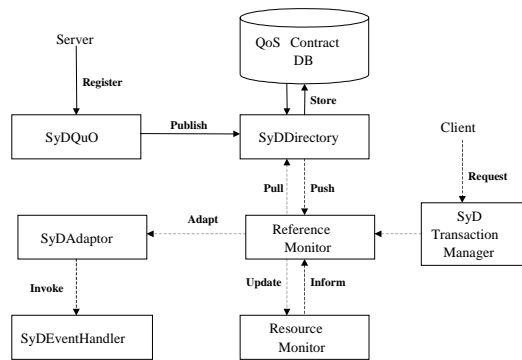 Server
QoS Contract
DB
Register
Store
Publish
SyDQuO
SyDDirectory
Client
Pull
Push
Request
Adapt
SyDAdaptor
Reference
Monitor
SyD
Transaction
Manager
Invoke
Update
Inform
SyDEventHandler
Resource
Monitor